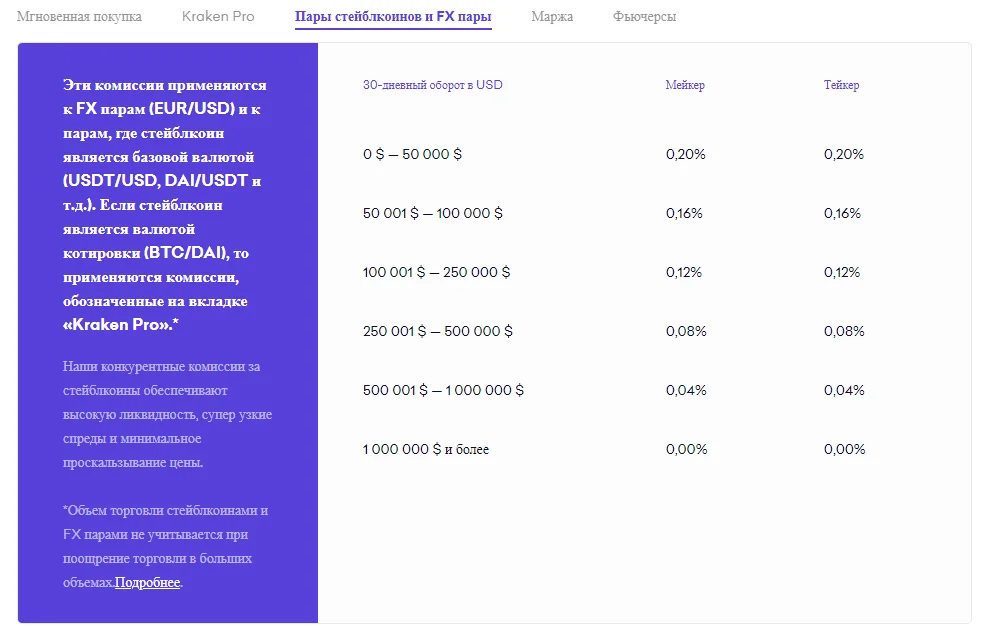 Мгновенная покупка Kraken Pro Пары стейблкоинов и FX пары Маржа Фьючерсы
Эти комиссии применяются
к FX парам (EUR/USD) и к
парам, где стейблкоин
является базовой валютой
(USDT/USD, DAI/USDT и
т.д.). Если стейблкоин
является валютой
котировки (BTC/DAI), то
применяются комиссии,
обозначенные на вкладке
«Kraken Pro».*
Наши конкурентные комиссии за
стейблкоины обеспечивают
высокую ликвидность, супер узкие
спреды и минимальное
проскальзывание цены.
*Объем торговли стейблкоинами и
FX парами не учитывается при
поощрение торговли в больших
объемах.Подробнее.
30-дневный оборот в USD Мейкер Тейкер
0 $ — 50 000 $ 0,20% 0,20%
50 001 $ — 100 000 $ 0,16% 0,16%
100 001 $ — 250 000 $ 0,12% 0,12%
250 001 $ — 500 000 $ 0,08% 0,08%
500 001 $ — 1 000 000 $ 0,04% 0,04%
1 000 000 $ и более 0,00% 0,00%